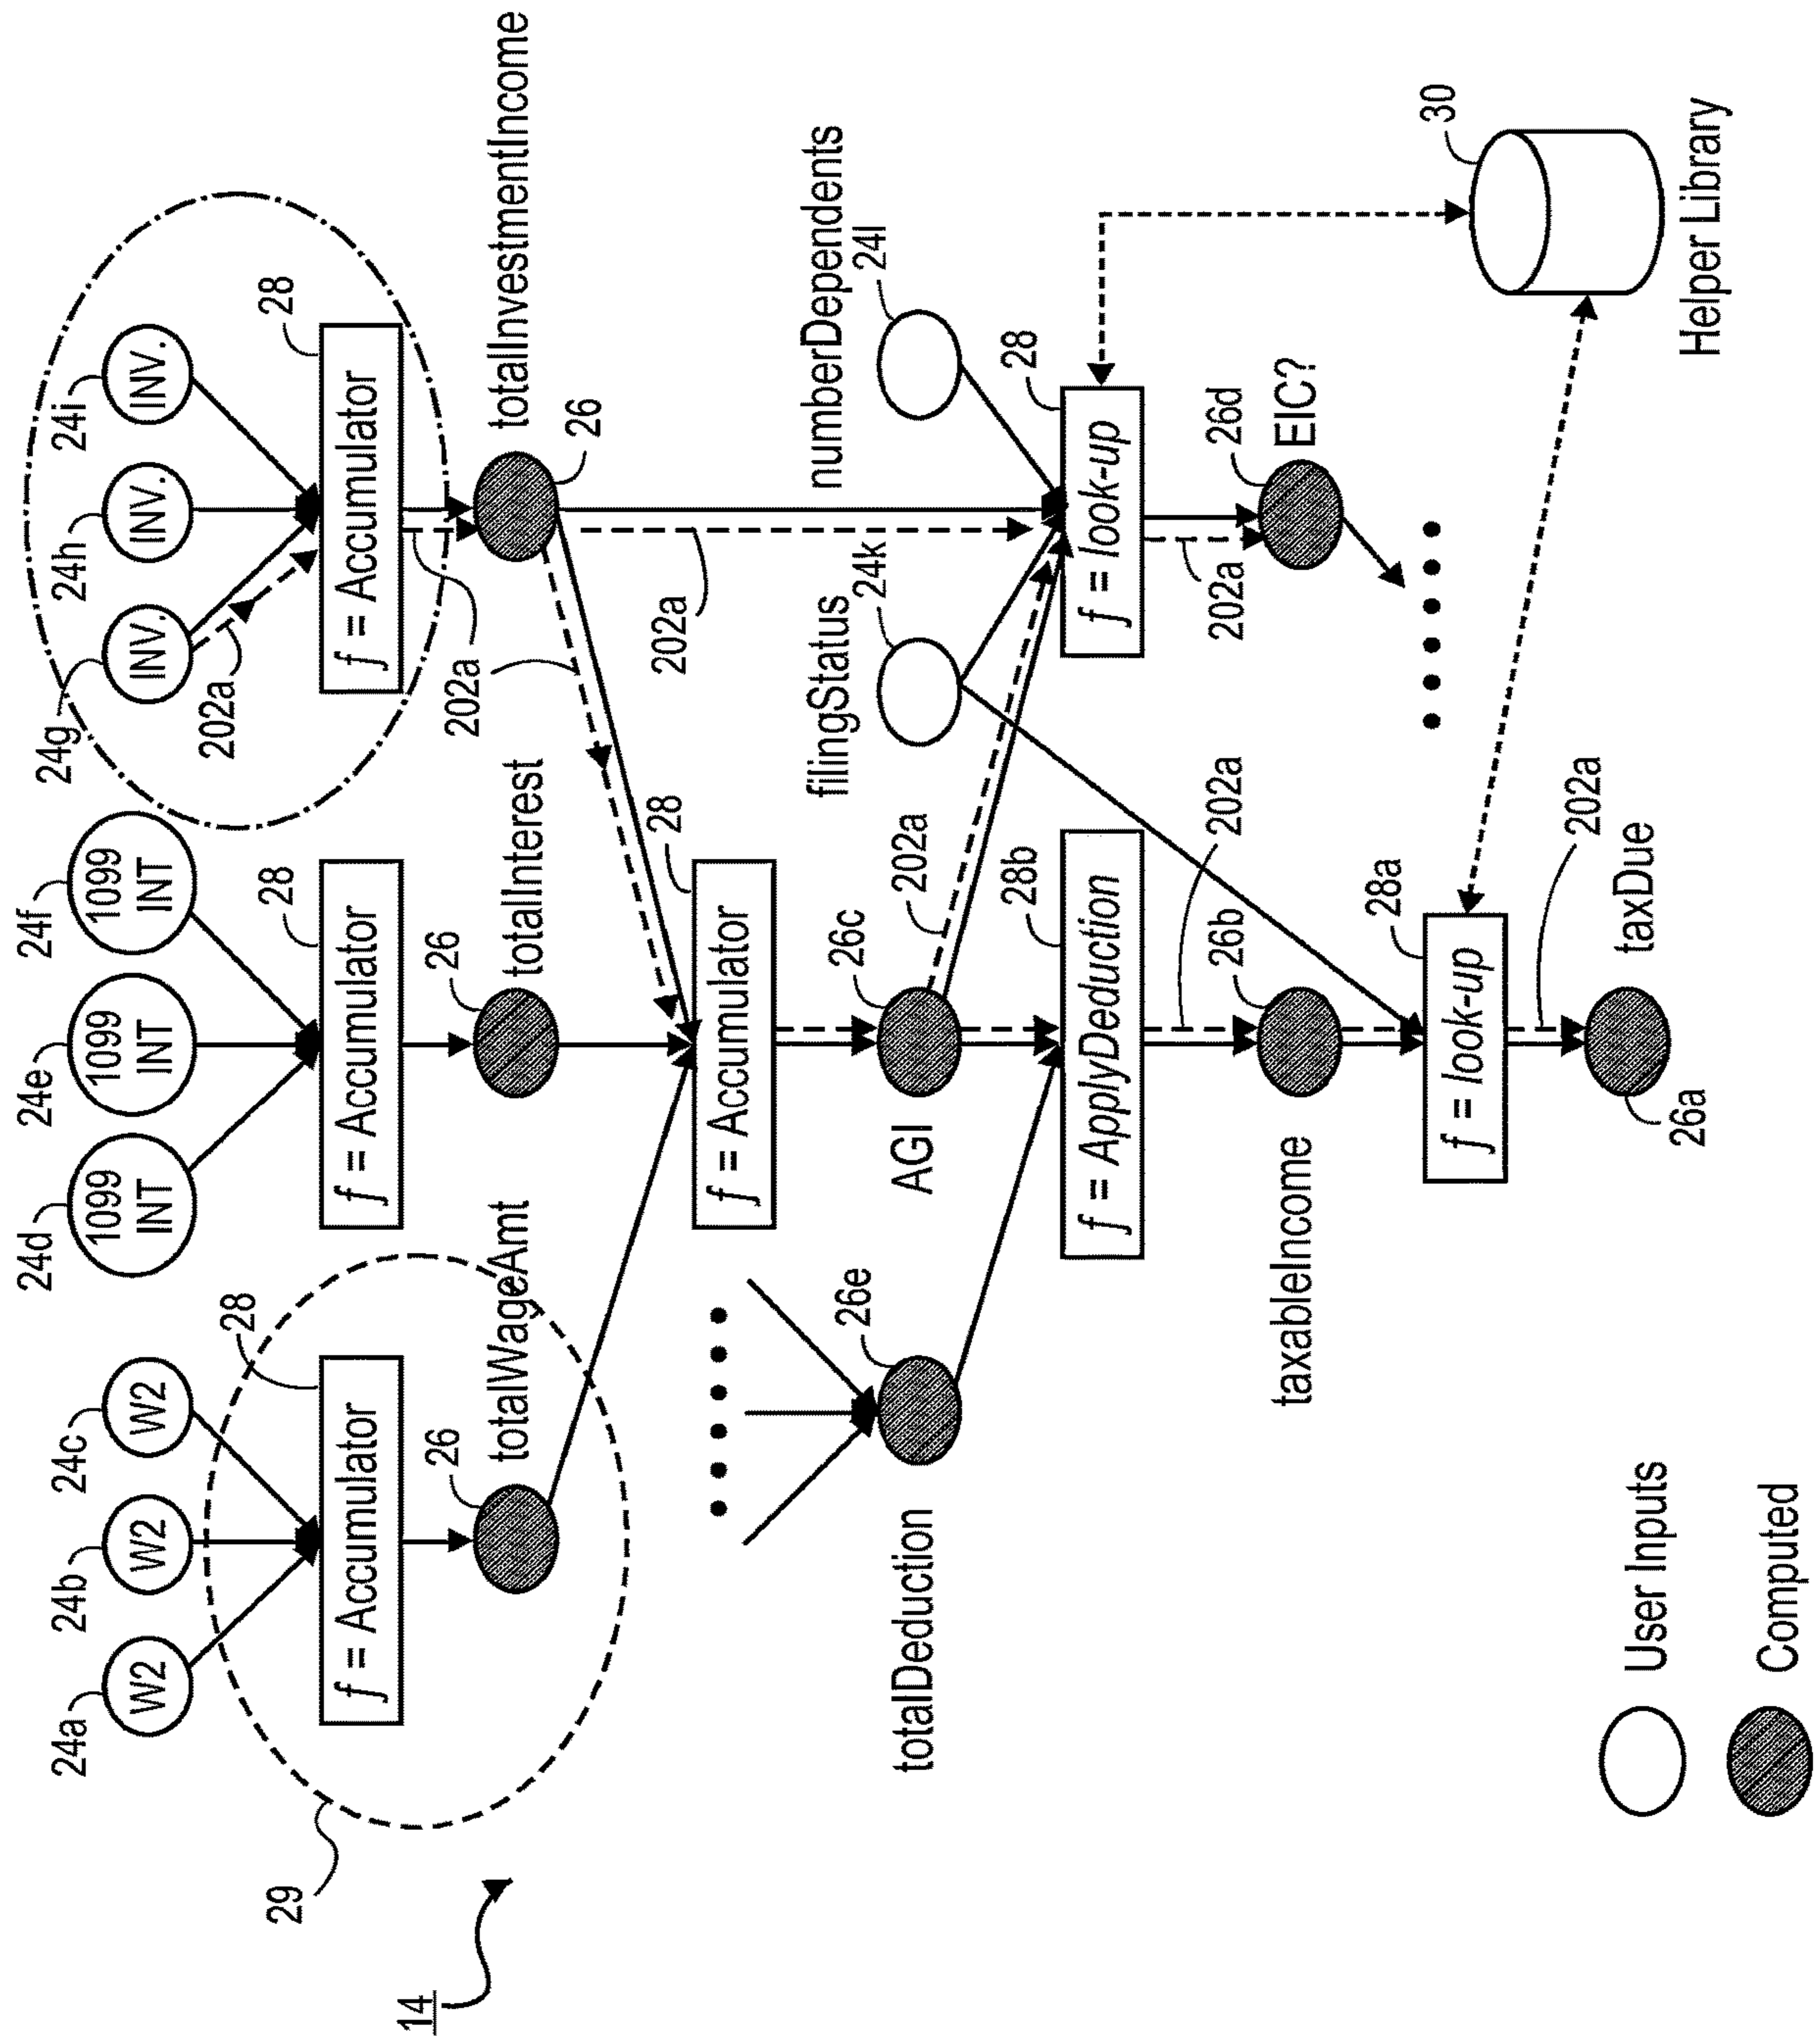 24a
24b
24c
24d
24e
24f
24g
24h
24i
W2
W2
W2
1099
INT
1099
INT
1099
INT
INV.
INV.
INV.
202a
29
28
28
28
f = Accumulator
f = Accumulator
f = Accumulator
14
26
26
202a
26
totalWageAmt
totalInterest
totalInvestmentIncome
28
202a
f = Accumulator
filingStatus
numberDependents
26e
26c
24k
24l
totalDeduction
AGI
202a
28b
28
f = ApplyDeduction
f = look-up
202a
26b
202a
26d
taxableIncome
EIC?
28a
30
f = look-up
202a
taxDue
26a
Helper Library
User Inputs
Computed